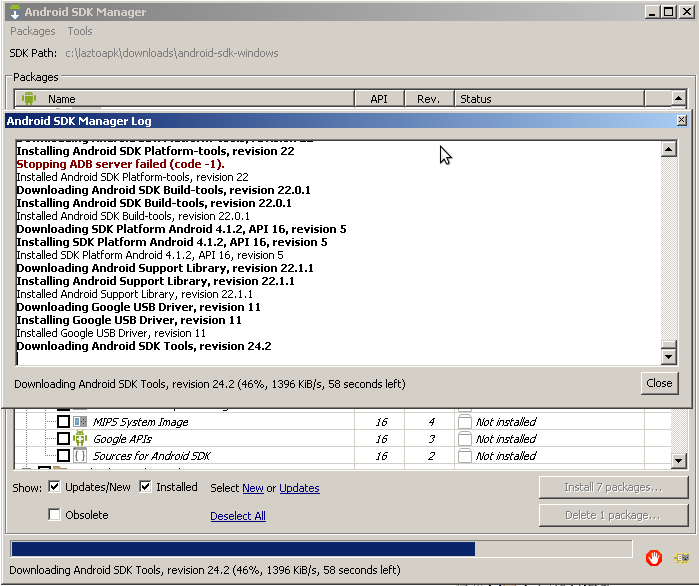 Android SDK Manager
Packages Tools
SDK Path: c:\laztoapk\downloads\android-sdk-windows
Packages
Name API Rev. Status
Android SDK Manager Log
Installing Android SDK Platform-tools, revision 22
Stopping ADB server failed (code -1).
Installed Android SDK Platform-tools, revision 22
Downloading Android SDK Build-tools, revision 22.0.1
Installing Android SDK Build-tools, revision 22.0.1
Installed Android SDK Build-tools, revision 22.0.1
Downloading SDK Platform Android 4.1.2, API 16, revision 5
Installing SDK Platform Android 4.1.2, API 16, revision 5
Installed SDK Platform Android 4.1.2, API 16, revision 5
Downloading Android Support Library, revision 22.1.1
Installing Android Support Library, revision 22.1.1
Installed Android Support Library, revision 22.1.1
Downloading Google USB Driver, revision 11
Installing Google USB Driver, revision 11
Installed Google USB Driver, revision 11
Downloading Android SDK Tools, revision 24.2
Downloading Android SDK Tools, revision 24.2 (46%, 1396 KiB/s, 58 seconds left)
Close
MIPS System Image 16 4 Not installed
Google APIs 16 3 Not installed
Sources for Android SDK 16 2 Not installed
Show: Updates/New Installed Select New or Updates
Install 7 packages...
Obsolete Deselect All
Delete 1 package...
Downloading Android SDK Tools, revision 24.2 (46%, 1396 KiB/s, 58 seconds left)